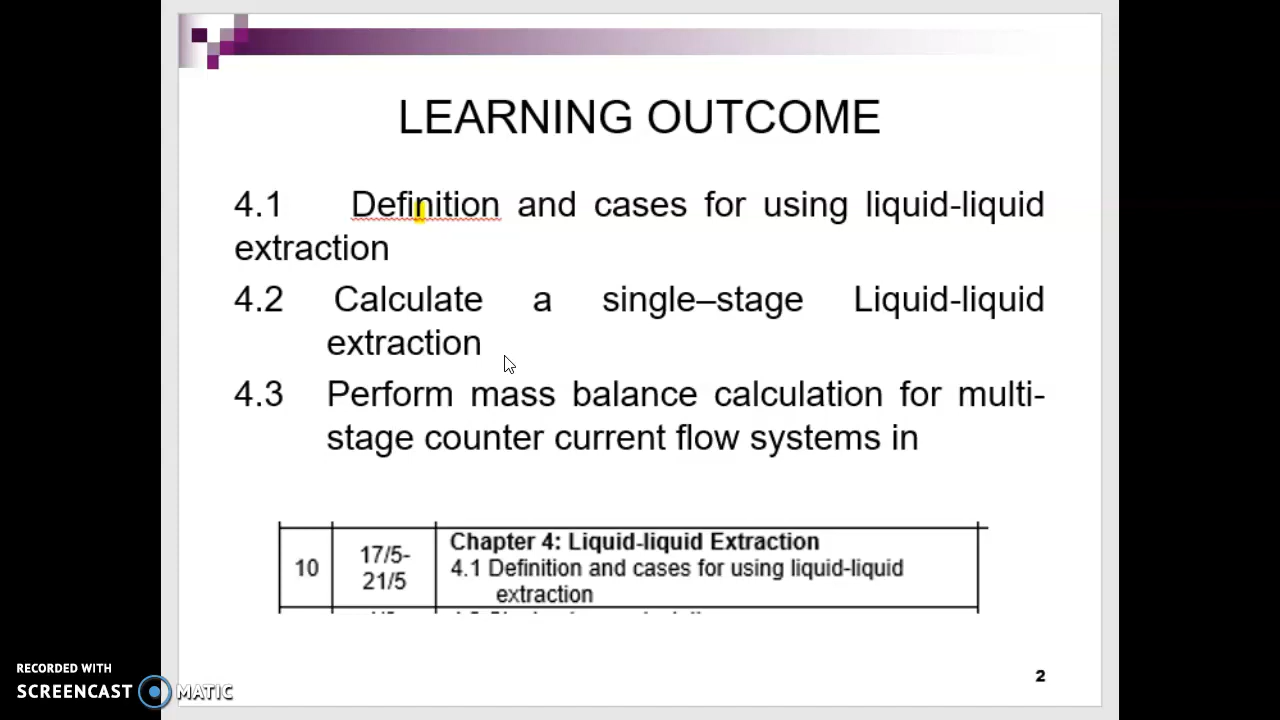 LEARNING OUTCOME
4.1 Definition and cases for using liquid-liquid
extraction
4.2 Calculate a single–stage Liquid-liquid
extraction
4.3 Perform mass balance calculation for multi-
stage counter current flow systems in
10 17/5- Chapter 4: Liquid-liquid Extraction
21/5 4.1 Definition and cases for using liquid-liquid
extraction
2
RECORDED WITH
SCREENCAST MATIC